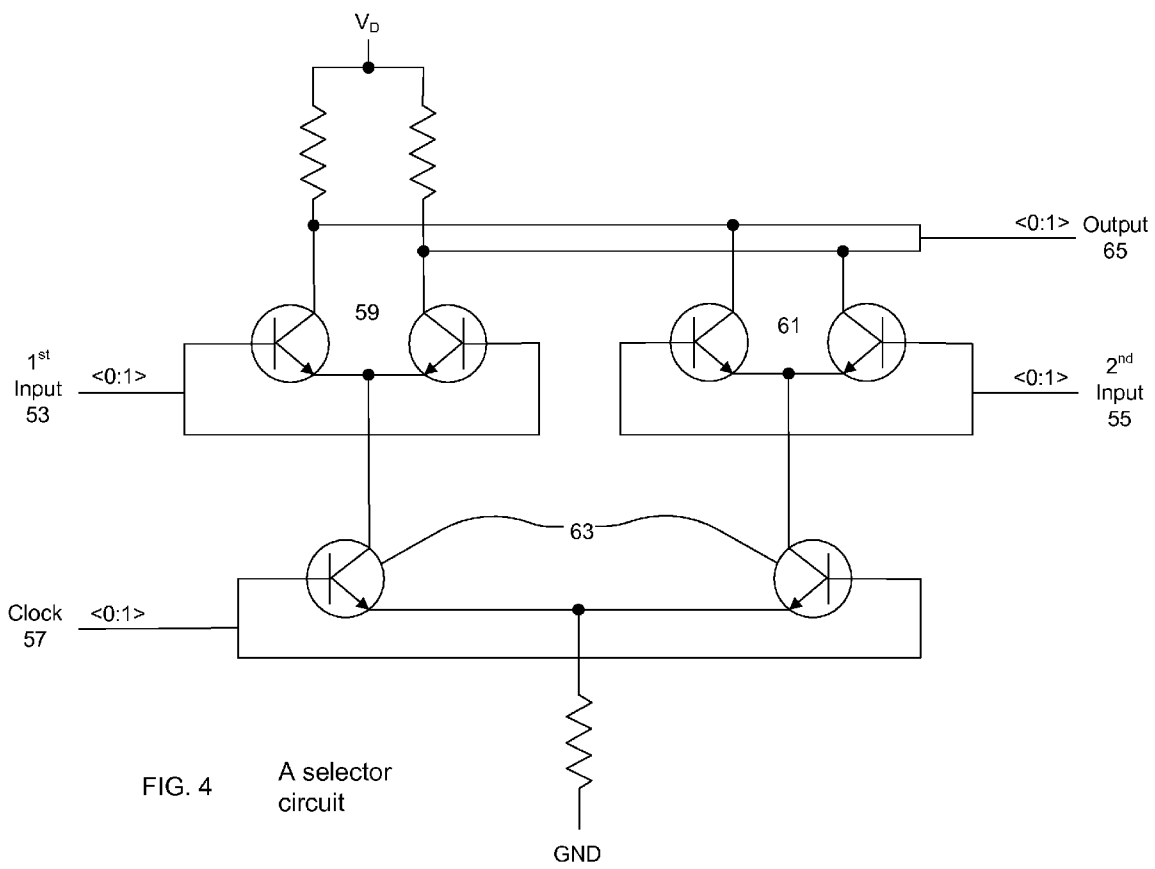 V_D
<0:1> Output
65
59
61
1st
Input <0:1>
53
<0:1> 2nd
Input
55
63
Clock <0:1>
57
FIG. 4 A selector
circuit
GND